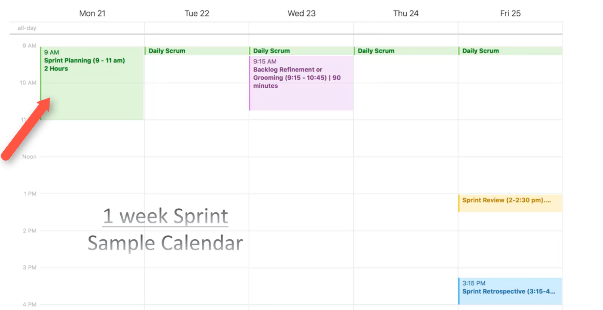 Mon 21
Tue 22
Wed 23
Thu 24
Fri 25
all-day
9 AM
9 AM
Sprint Planning (9 - 11 am)
2 Hours
Daily Scrum
Daily Scrum
Daily Scrum
Daily Scrum
9:15 AM
Backlog Refinement or
Grooming (9:15 - 10:45) | 90
minutes
10 AM
Noon
1 PM
Sprint Review (2-2:30 pm)....
1 week Sprint
Sample Calendar
2 PM
3 PM
3:15 PM
Sprint Retrospective (3:15-4...
4 PM